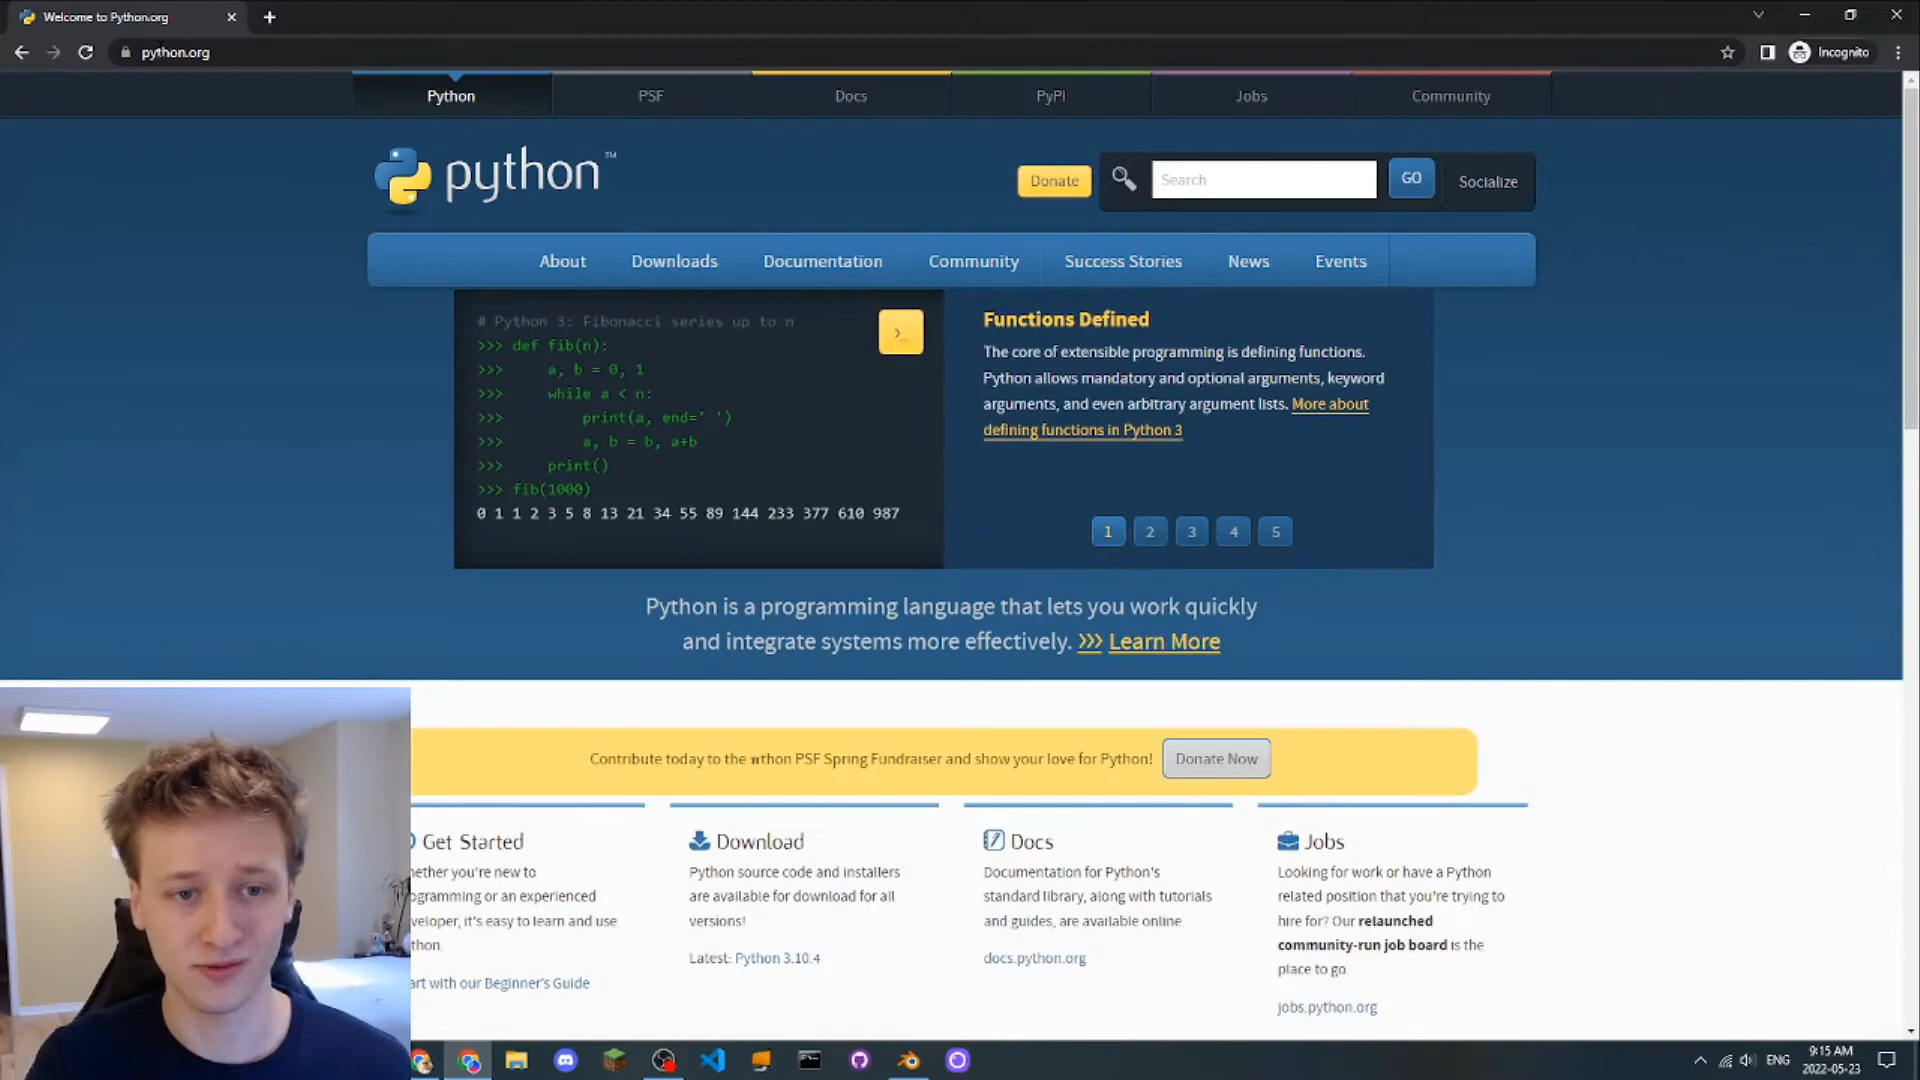 Welcome to Python.org
python.org
Incognito
Python
PSF
Docs
PyPI
Jobs
Community
python™
Donate
Search
GO
Socialize
About
Downloads
Documentation
Community
Success Stories
News
Events
# Python 3: Fibonacci series up to n
>>> def fib(n):
>>>     a, b = 0, 1
>>>     while a < n:
>>>         print(a, end=' ')
>>>         a, b = b, a+b
>>>     print()
>>> fib(1000)
0 1 1 2 3 5 8 13 21 34 55 89 144 233 377 610 987
>_
Functions Defined
The core of extensible programming is defining functions.
Python allows mandatory and optional arguments, keyword
arguments, and even arbitrary argument lists. More about
defining functions in Python 3
1
2
3
4
5
Python is a programming language that lets you work quickly
and integrate systems more effectively. >>> Learn More
Contribute today to the πthon PSF Spring Fundraiser and show your love for Python!
Donate Now
Get Started
hether you're new to
ogramming or an experienced
veloper, it's easy to learn and use
thon.
art with our Beginner's Guide
Download
Python source code and installers
are available for download for all
versions!
Latest: Python 3.10.4
Docs
Documentation for Python's
standard library, along with tutorials
and guides, are available online.
docs.python.org
Jobs
Looking for work or have a Python
related position that you're trying to
hire for? Our relaunched
community-run job board is the
place to go
jobs.python.org
ENG
9:15 AM
2022-05-23